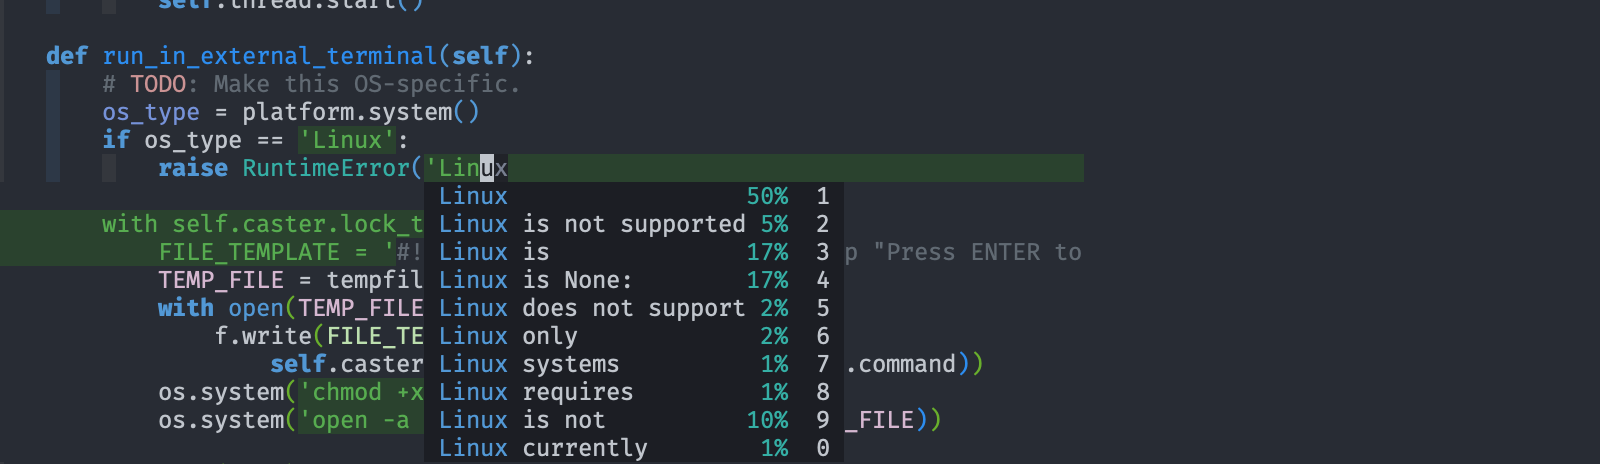 self.thread.start()
def run_in_external_terminal(self):
# TODO: Make this OS-specific.
os_type = platform.system()
if os_type == 'Linux':
raise RuntimeError('Linux
Linux 50% 1
with self.caster.lock_t Linux is not supported 5% 2
FILE_TEMPLATE = '#! Linux is 17% 3 p "Press ENTER to
TEMP_FILE = tempfil Linux is None: 17% 4
with open(TEMP_FILE Linux does not support 2% 5
f.write(FILE_TE Linux only 2% 6
self.caster Linux systems 1% 7 .command))
os.system('chmod +x Linux requires 1% 8
os.system('open -a Linux is not 10% 9 _FILE))
Linux currently 1% 0